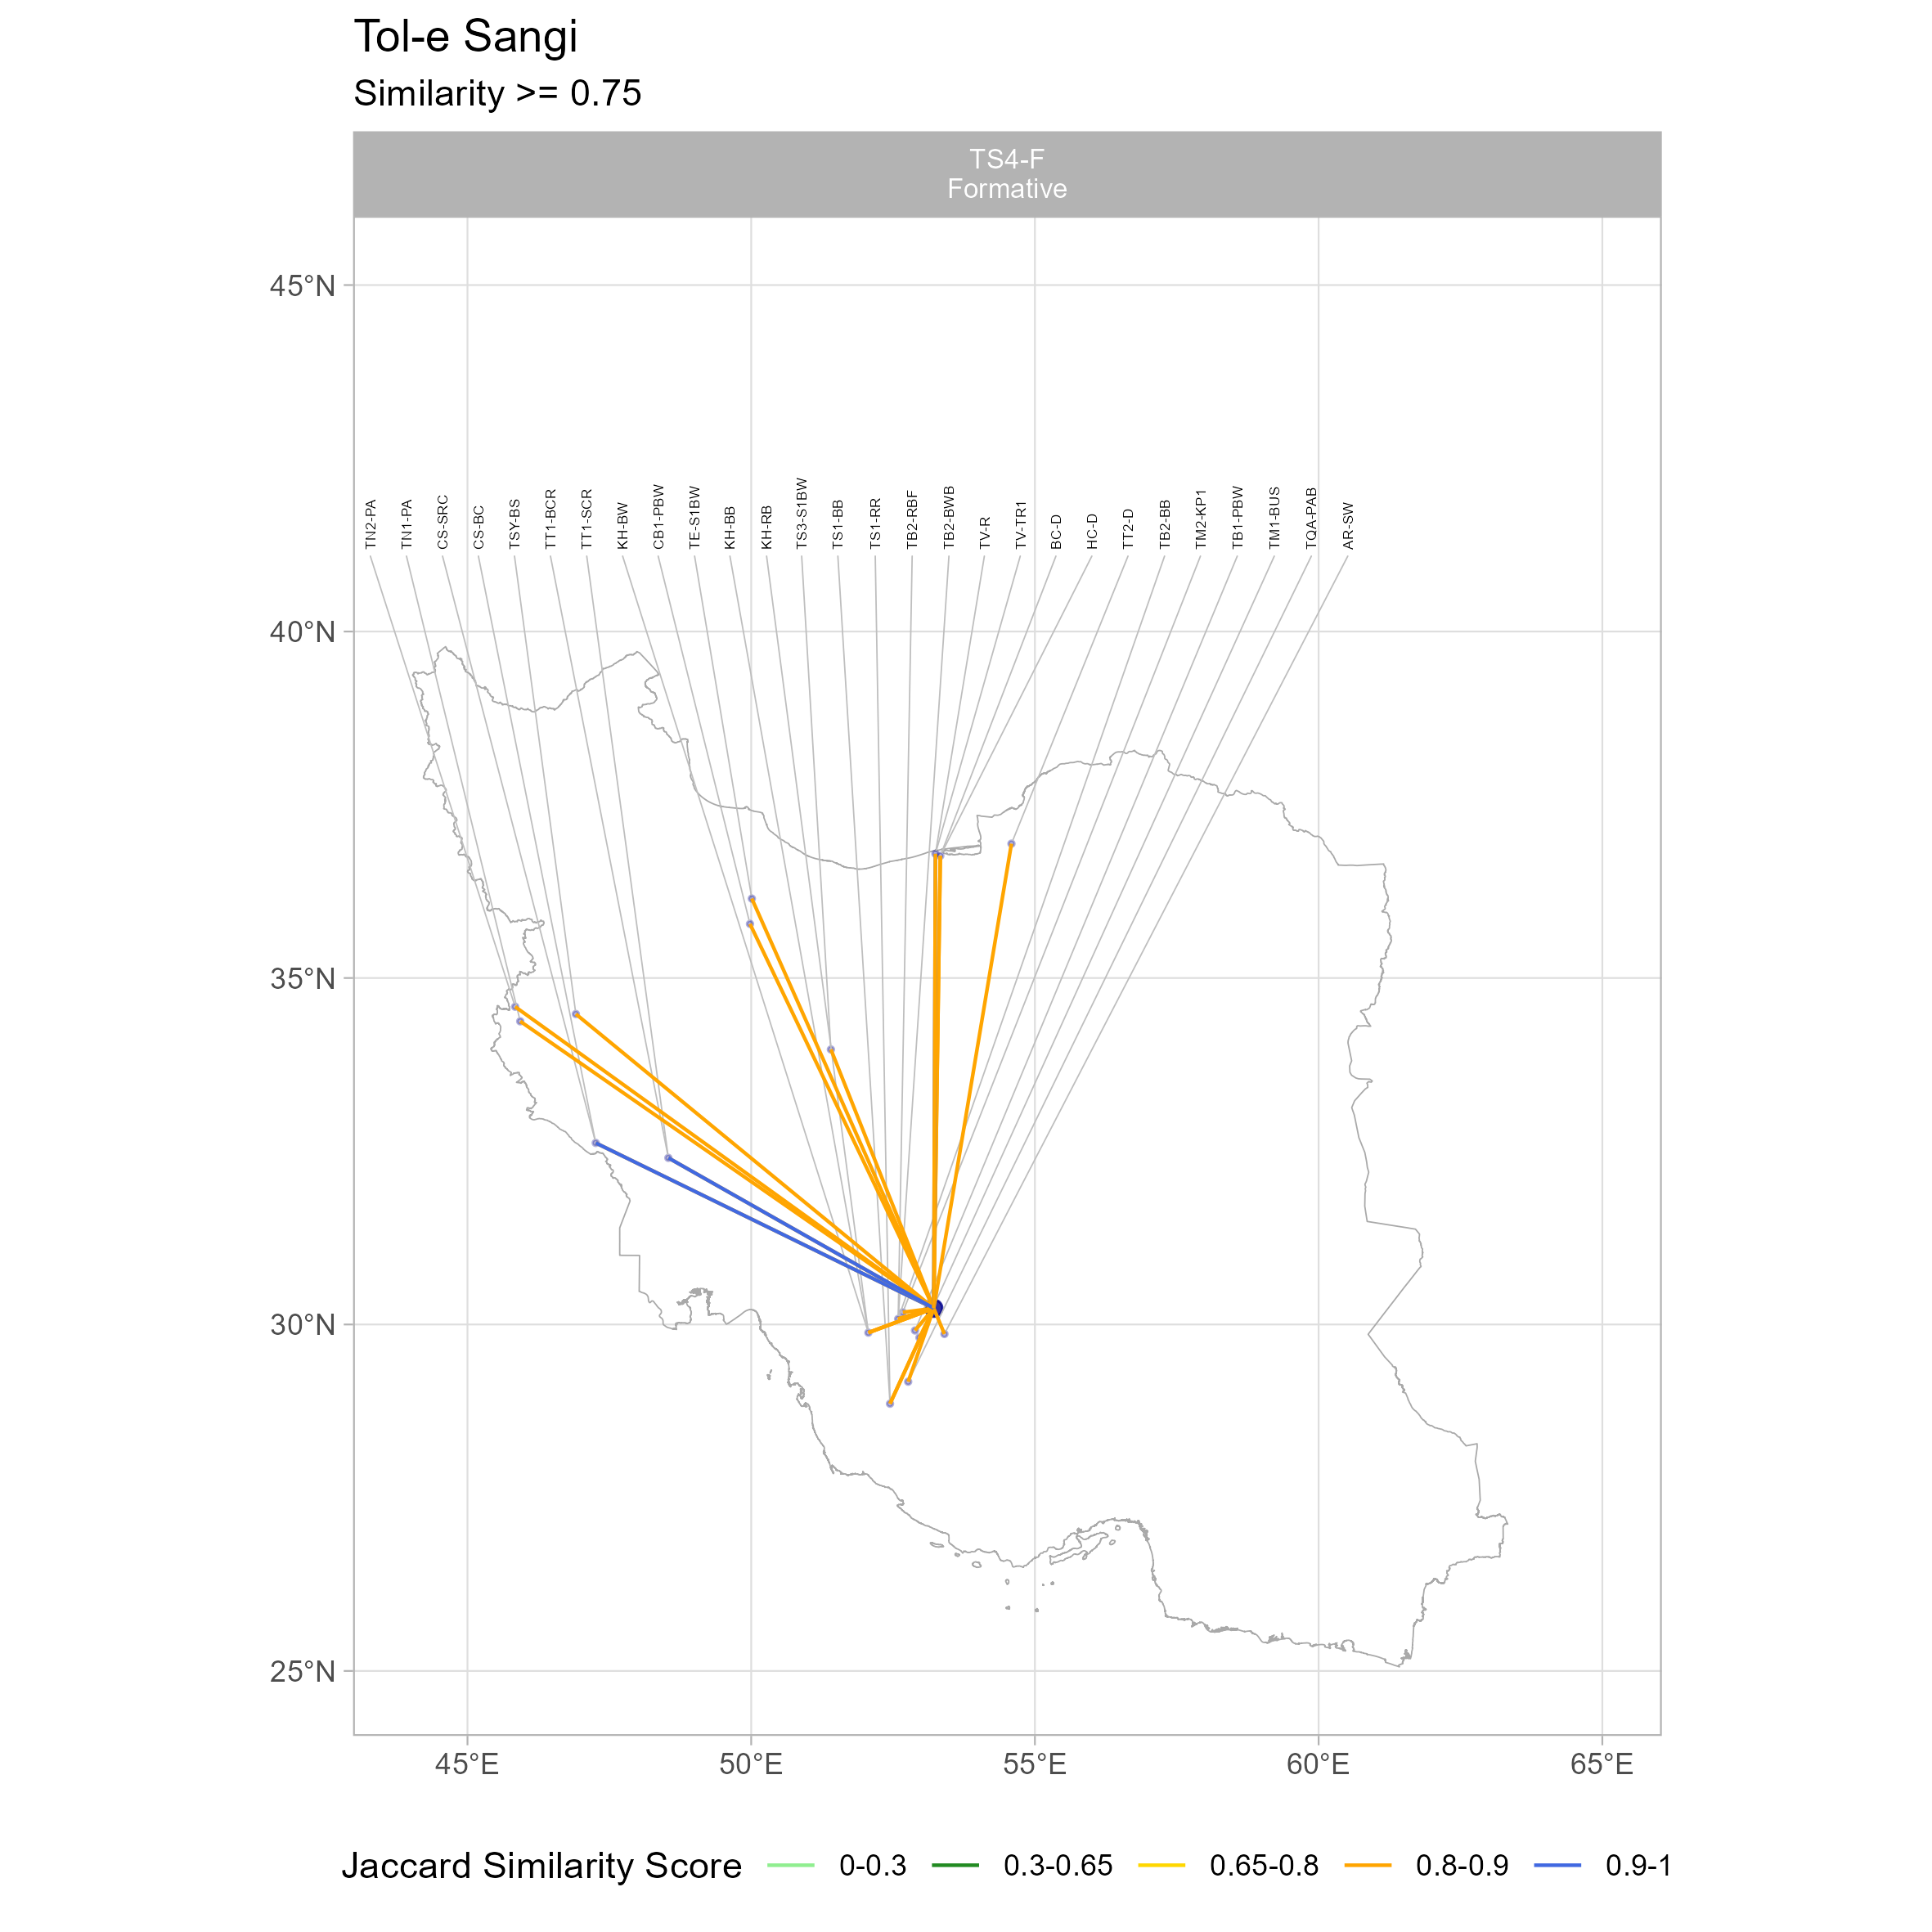 Tol-e Sangi
Similarity >= 0.75
TS4-F
Formative
45°N
40°N
35°N
30°N
25°N
TN2-PA
TN1-PA
CS-SRC
CS-BC
TSY-BS
TT1-BCR
TT1-SCR
KH-BW
CB1-PBW
TE-S1BW
KH-BB
KH-RB
TS3-S1BW
TS1-BB
TS1-RR
TB2-RBF
TB2-BWB
TV-R
TV-TR1
BC-D
HC-D
TT2-D
TB2-BB
TM2-KP1
TB1-PBW
TM1-BUS
TQA-PAB
AR-SW
45°E 50°E 55°E 60°E 65°E
Jaccard Similarity Score 0-0.3 0.3-0.65 0.65-0.8 0.8-0.9 0.9-1